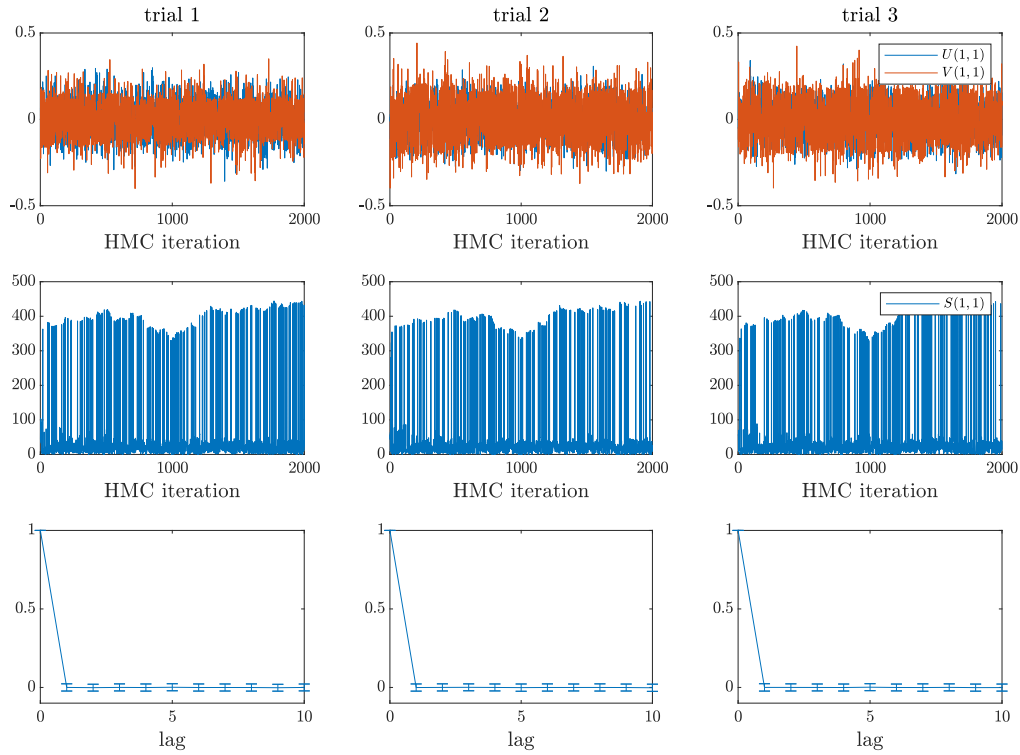 trial 1 trial 2 trial 3
0.5 0.5 0.5
U(1,1)
V(1,1)
0 0 0
-0.5 -0.5 -0.5
0 1000 2000 0 1000 2000 0 1000 2000
HMC iteration HMC iteration HMC iteration
500 500 500
S(1,1)
400 400 400
300 300 300
200 200 200
100 100 100
0 0 0
0 1000 2000 0 1000 2000 0 1000 2000
HMC iteration HMC iteration HMC iteration
1 1 1
0.5 0.5 0.5
0 0 0
0 5 10 0 5 10 0 5 10
lag lag lag